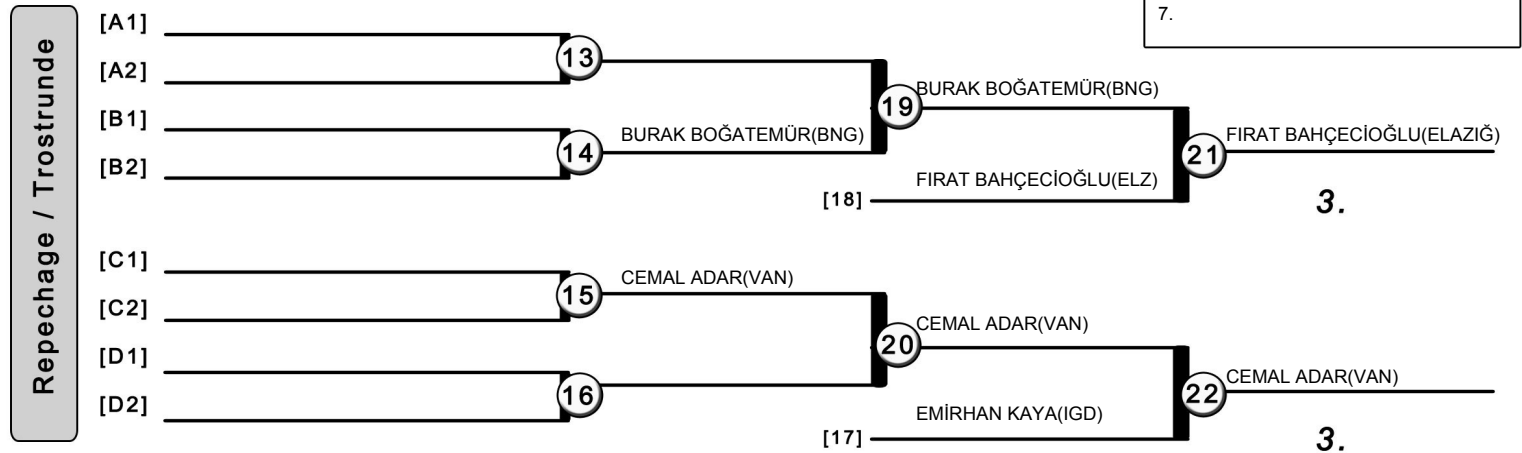 Repechage / Trostrunde
7.
[A1]
[A2]
13
[B1]
[B2]
14
BURAK BOĞATEMÜR(BNG)
19
BURAK BOĞATEMÜR(BNG)
[18]
FIRAT BAHÇECİOĞLU(ELZ)
21
FIRAT BAHÇECİOĞLU(ELAZIĞ)
3.
[C1]
[C2]
15
CEMAL ADAR(VAN)
[D1]
[D2]
16
20
CEMAL ADAR(VAN)
[17]
EMİRHAN KAYA(IGD)
22
CEMAL ADAR(VAN)
3.